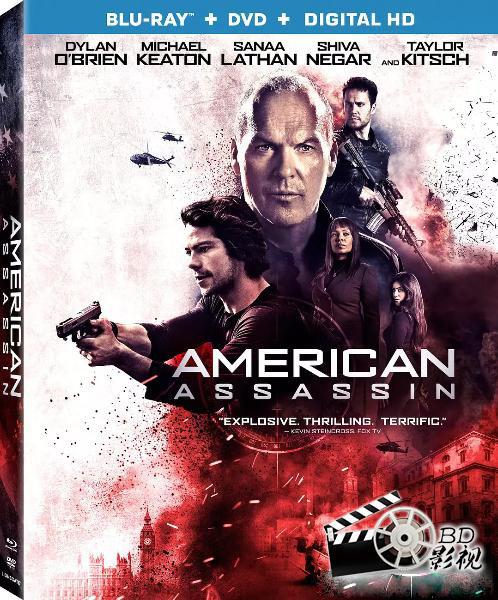 BLU-RAY™ + DVD + DIGITAL HD
DYLAN O'BRIEN
MICHAEL KEATON
SANAA LATHAN
SHIVA NEGAR
AND TAYLOR KITSCH
AMERICAN
ASSASSIN
"EXPLOSIVE. THRILLING. TERRIFIC."
— KEVIN STEINCROSS, FOX TV
AMERICAN
ASSASSIN
BD
影视